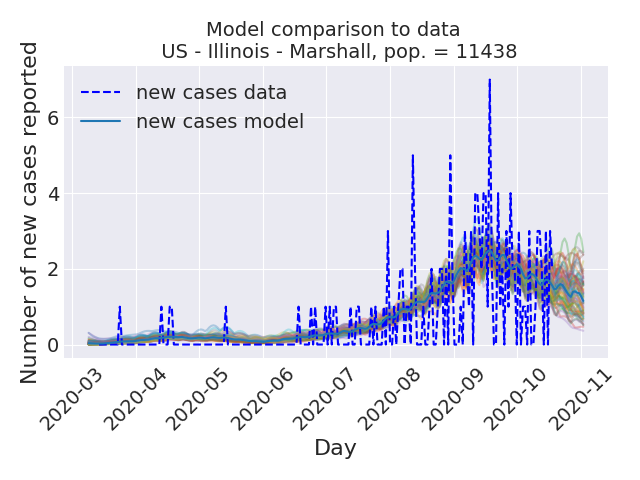 Model comparison to data
US - Illinois - Marshall, pop. = 11438
Number of new cases reported
new cases data
new cases model
6
4
2
0
2020-03
2020-04
2020-05
2020-06
2020-07
2020-08
2020-09
2020-10
2020-11
Day